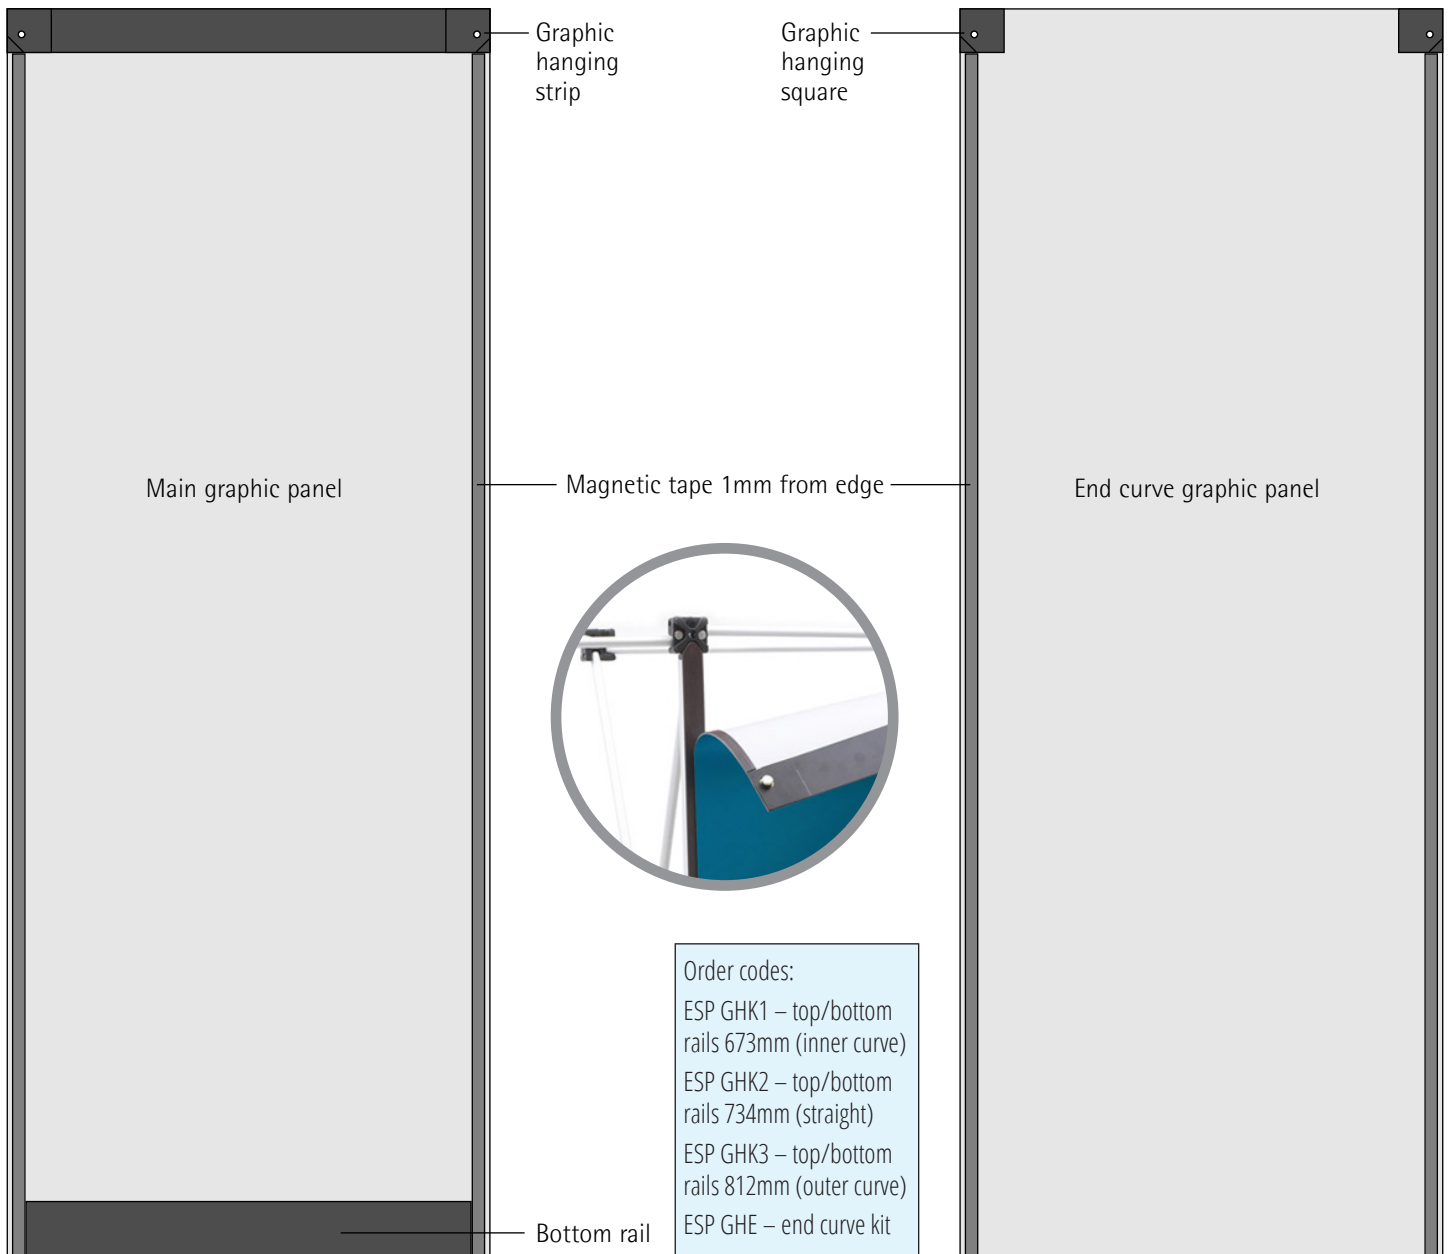 Graphic
hanging
strip
Graphic
hanging
square
Main graphic panel
Magnetic tape 1mm from edge
End curve graphic panel
Order codes:
ESP GHK1 – top/bottom
rails 673mm (inner curve)
ESP GHK2 – top/bottom
rails 734mm (straight)
ESP GHK3 – top/bottom
rails 812mm (outer curve)
ESP GHE – end curve kit
Bottom rail